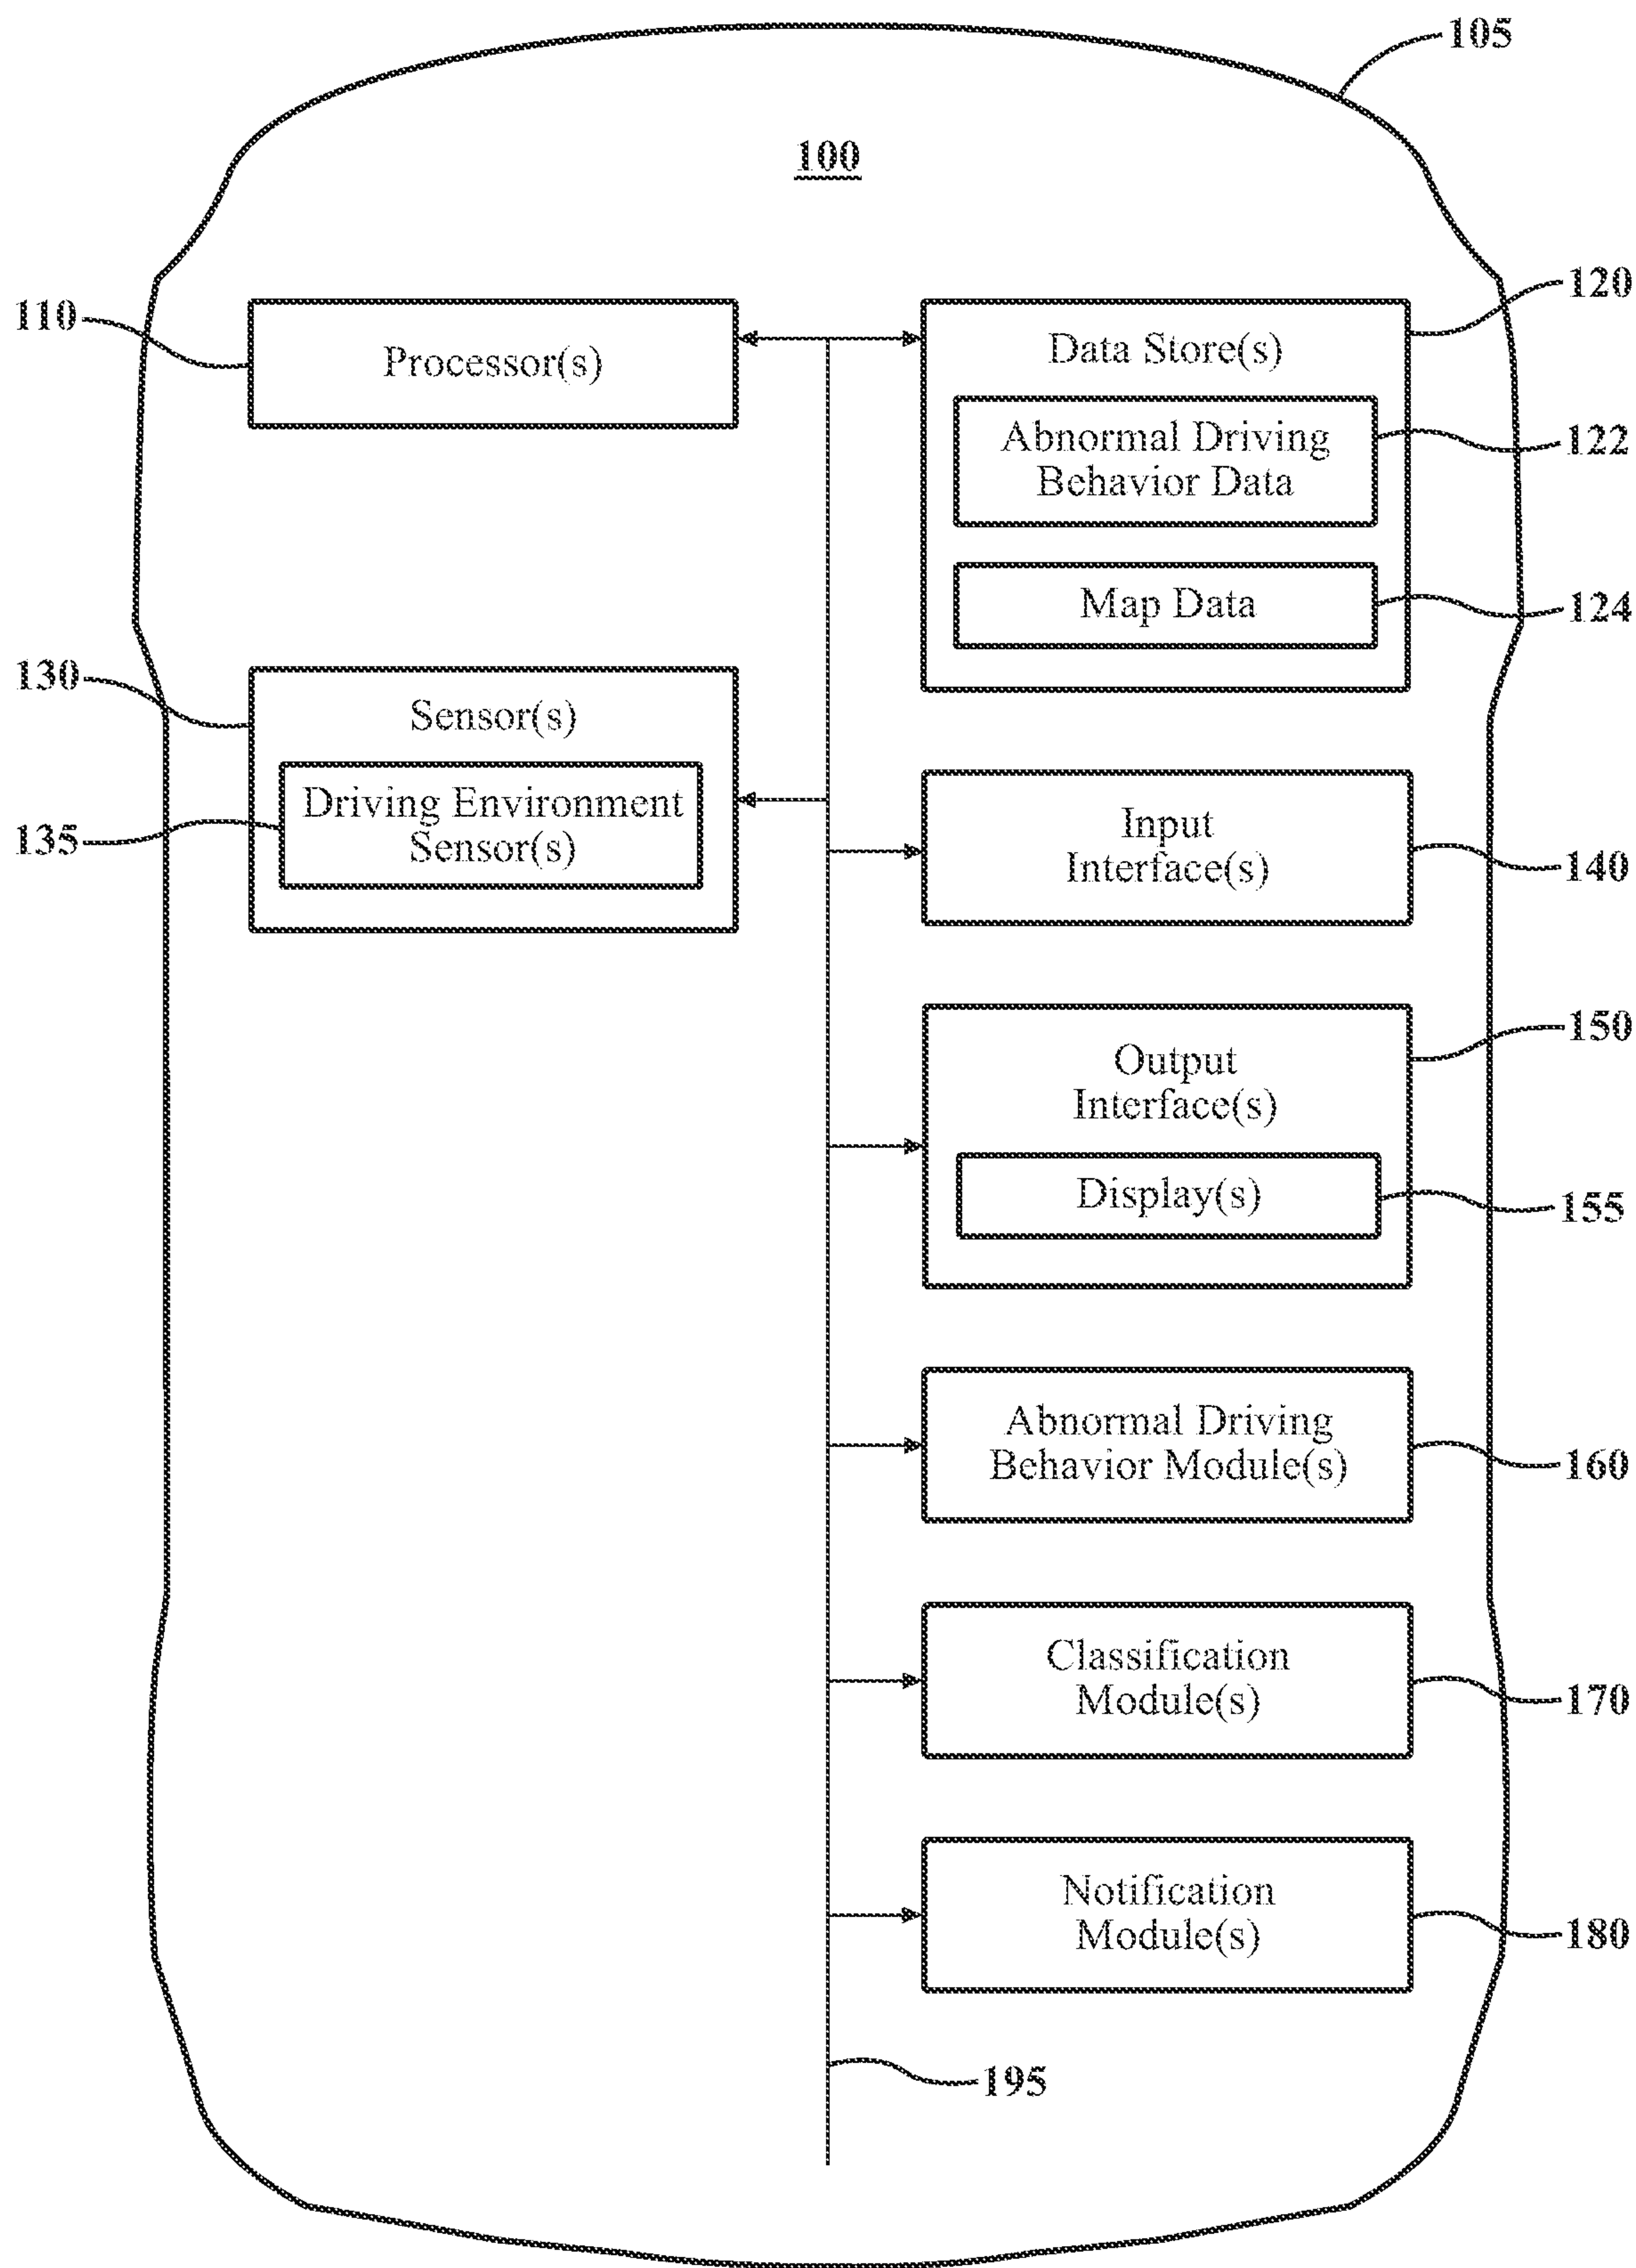 105
100
110
Processor(s)
120
Data Store(s)
Abnormal Driving
Behavior Data
122
Map Data
124
130
Sensor(s)
Driving Environment
Sensor(s)
135
Input
Interface(s)
140
150
Output
Interface(s)
Display(s)
155
Abnormal Driving
Behavior Module(s)
160
Classification
Module(s)
170
Notification
Module(s)
180
195